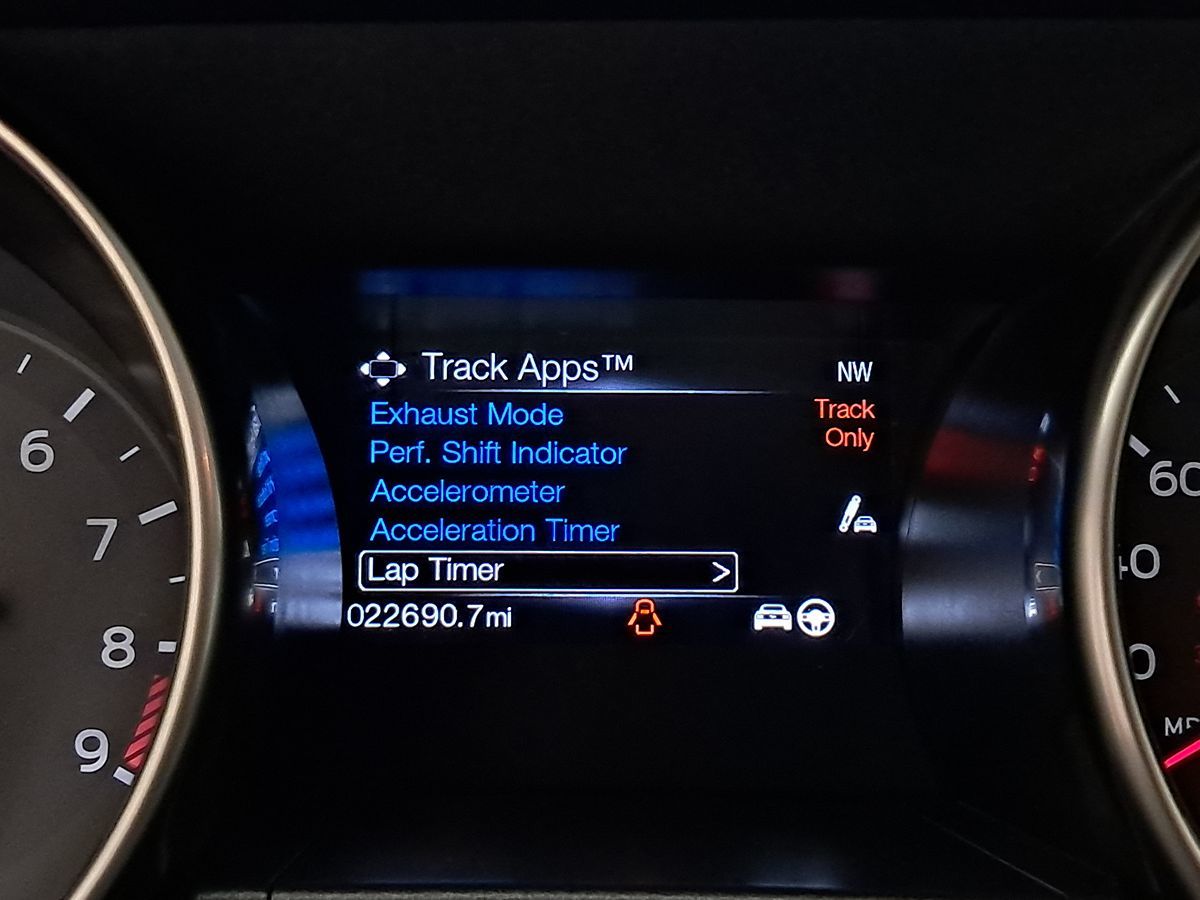 Track Apps™
NW
Exhaust Mode
Track
Only
Perf. Shift Indicator
Accelerometer
Acceleration Timer
Lap Timer >
022690.7mi
6
7
8
9
60